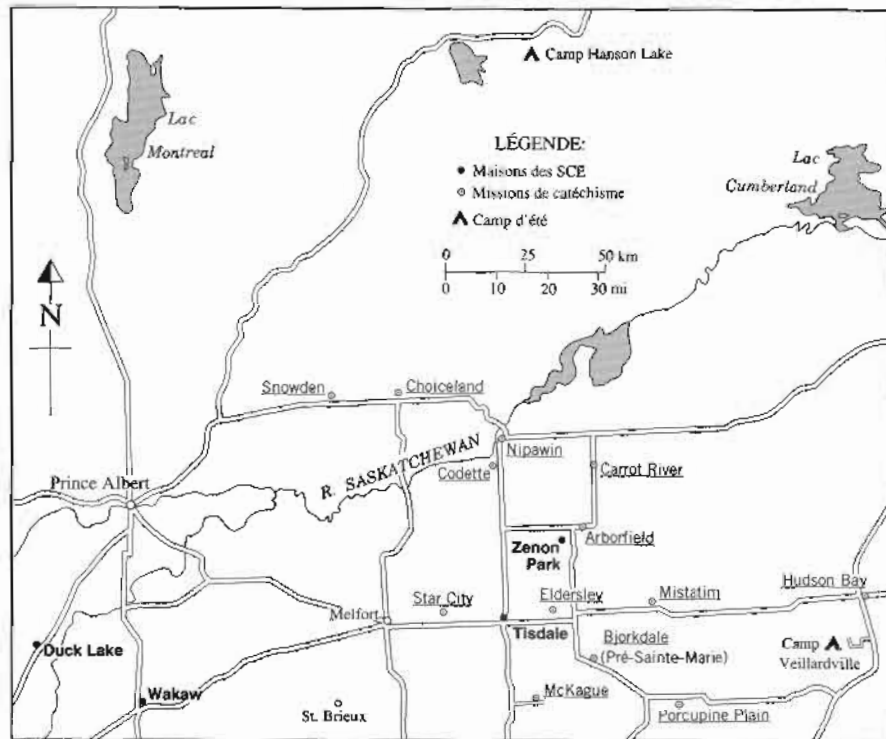 Camp Hanson Lake
Lac
Montreal
LÉGENDE:
Maisons des SCE
Missions de catéchisme
Camp d'été
0 25 50 km
0 10 20 30 mi
Lac
Cumberland
N
Snowden
Choiceland
R. SASKATCHEWAN
Nipawin
Codette
Carrot River
Prince Albert
Arborfield
Zenon
Park
Star City
Eldersley
Mistatim
Hudson Bay
Melfort
Tisdale
Duck Lake
Bjorkdale
(Pré-Sainte-Marie)
Camp
Veillardville
Wakaw
St. Brieux
McKague
Porcupine Plain